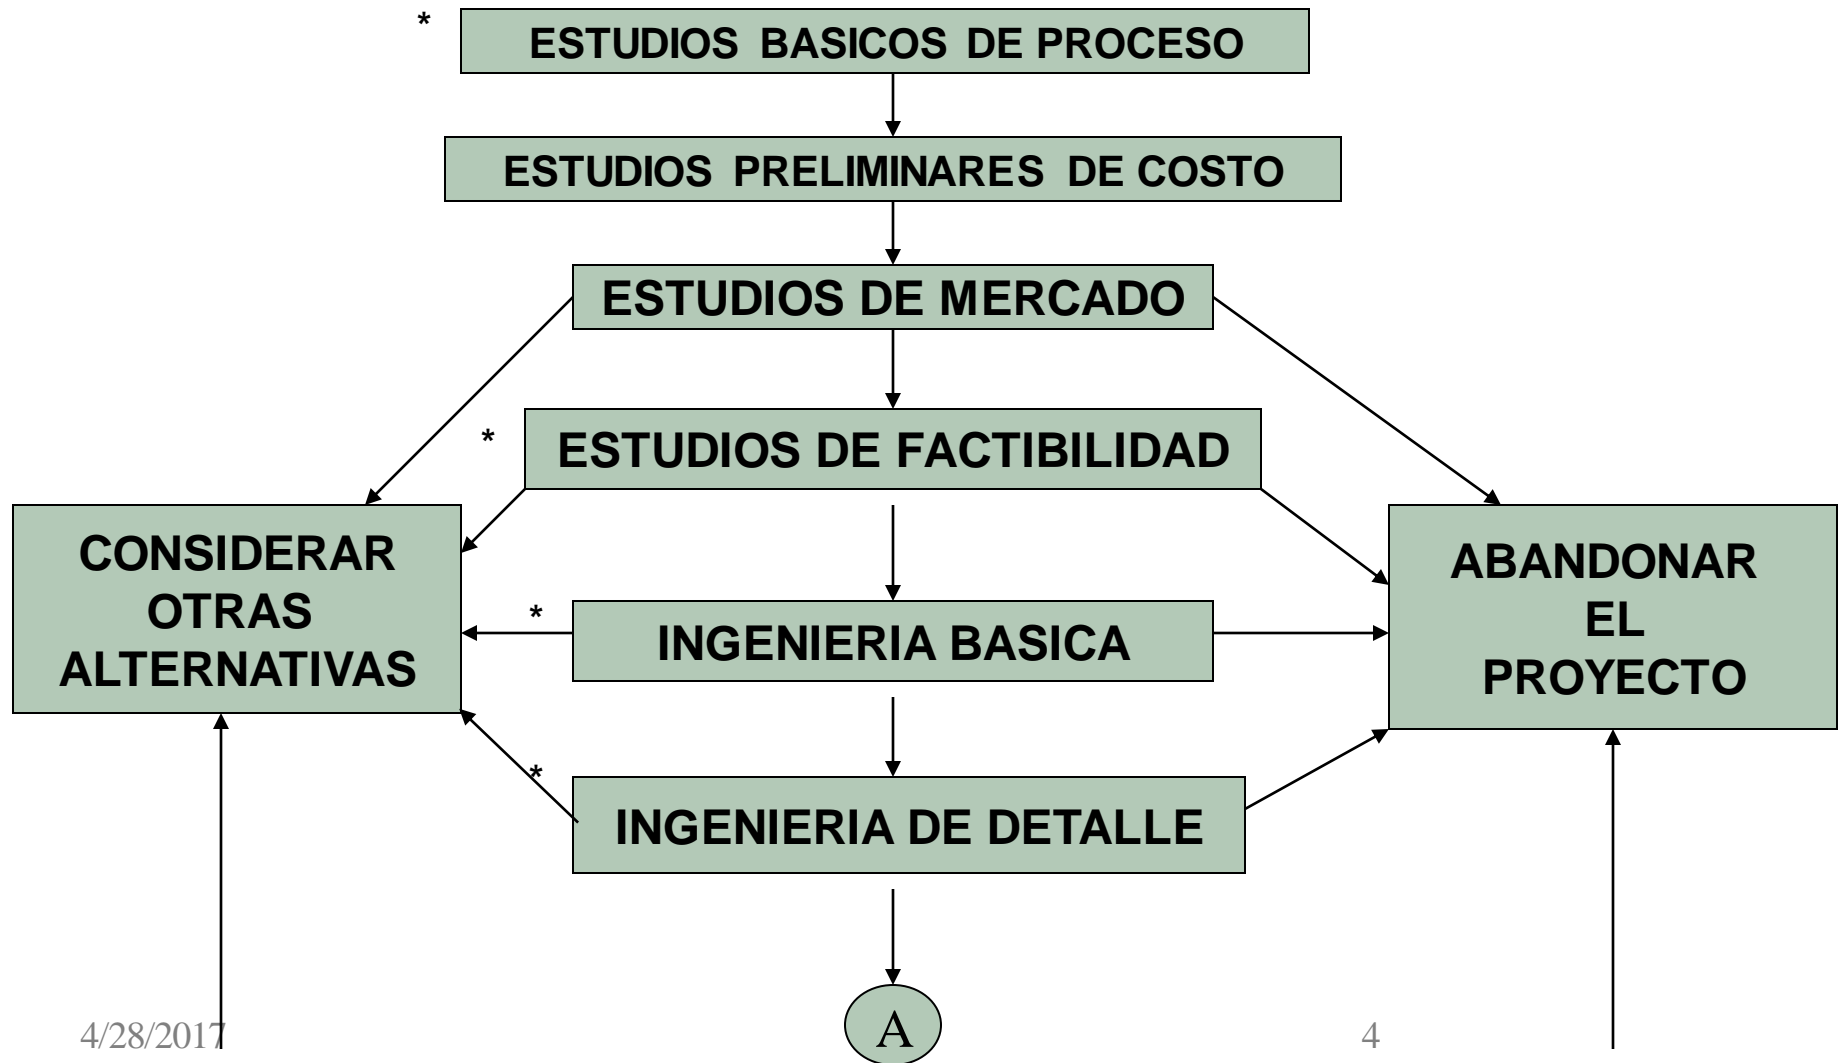 *
ESTUDIOS BASICOS DE PROCESO
ESTUDIOS PRELIMINARES DE COSTO
ESTUDIOS DE MERCADO
*
ESTUDIOS DE FACTIBILIDAD
CONSIDERAR
OTRAS
ALTERNATIVAS
*
INGENIERIA BASICA
ABANDONAR
EL
PROYECTO
*
INGENIERIA DE DETALLE
A
4/28/2017
4